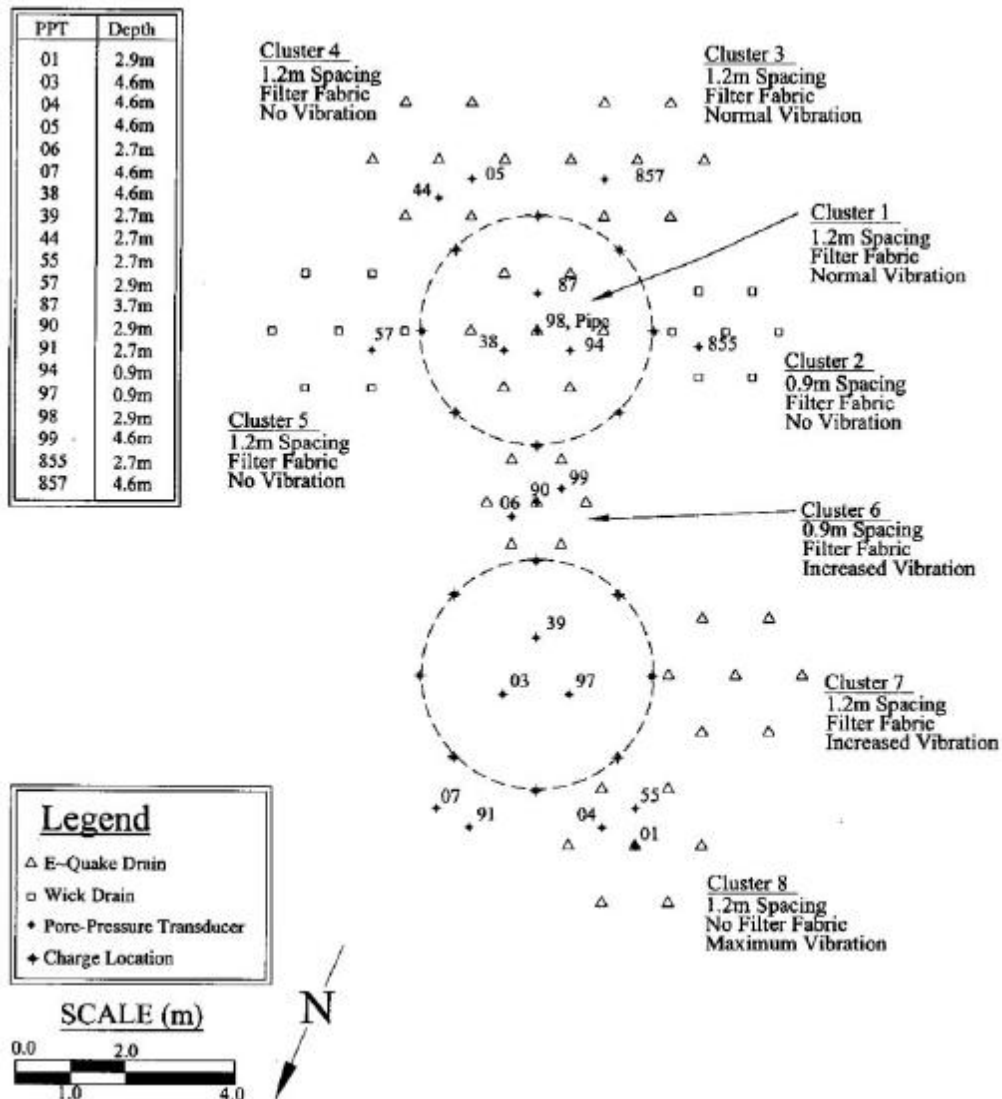 PPT Depth
01 2.9m
03 4.6m
04 4.6m
05 4.6m
06 2.7m
07 4.6m
38 4.6m
39 2.7m
44 2.7m
55 2.7m
57 2.9m
87 3.7m
90 2.9m
91 2.7m
94 0.9m
97 0.9m
98 2.9m
99 4.6m
855 2.7m
857 4.6m
Cluster 4
1.2m Spacing
Filter Fabric
No Vibration
Cluster 3
1.2m Spacing
Filter Fabric
Normal Vibration
44
05
857
Cluster 1
1.2m Spacing
Filter Fabric
Normal Vibration
87
98, Pipe
57
38
94
855
Cluster 2
0.9m Spacing
Filter Fabric
No Vibration
Cluster 5
1.2m Spacing
Filter Fabric
No Vibration
99
90
06
Cluster 6
0.9m Spacing
Filter Fabric
Increased Vibration
39
03
97
Cluster 7
1.2m Spacing
Filter Fabric
Increased Vibration
07
91
04
55
01
Cluster 8
1.2m Spacing
No Filter Fabric
Maximum Vibration
Legend
E~Quake Drain
Wick Drain
Pore-Pressure Transducer
Charge Location
SCALE (m)
0.0 2.0
1.0 4.0
N